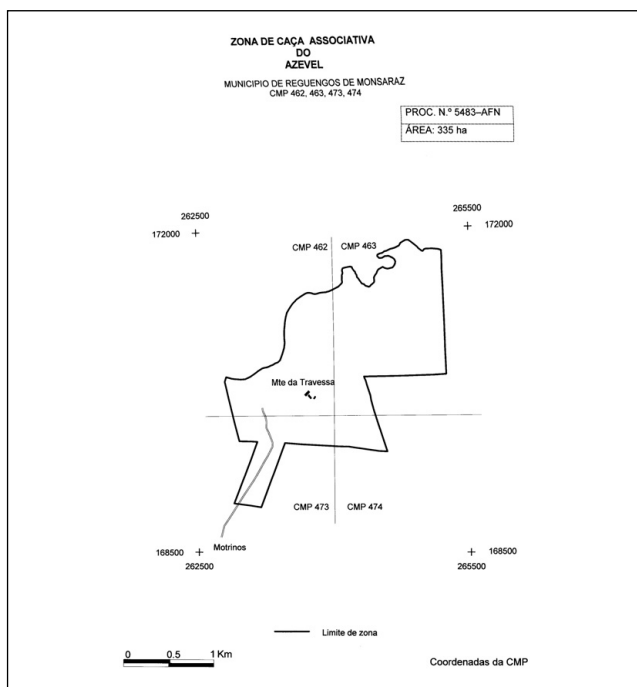 ZONA DE CAÇA ASSOCIATIVA
DO
AZEVEL
MUNICIPIO DE REGUENGOS DE MONSARAZ
CMP 462, 463, 473, 474
PROC. N.º 5483–AFN
ÁREA: 335 ha
262500
172000
265500
172000
CMP 462
CMP 463
Mte da Travessa
CMP 473
CMP 474
Motrinos
168500
262500
168500
265500
Limite de zona
0 0.5 1 Km
Coordenadas da CMP